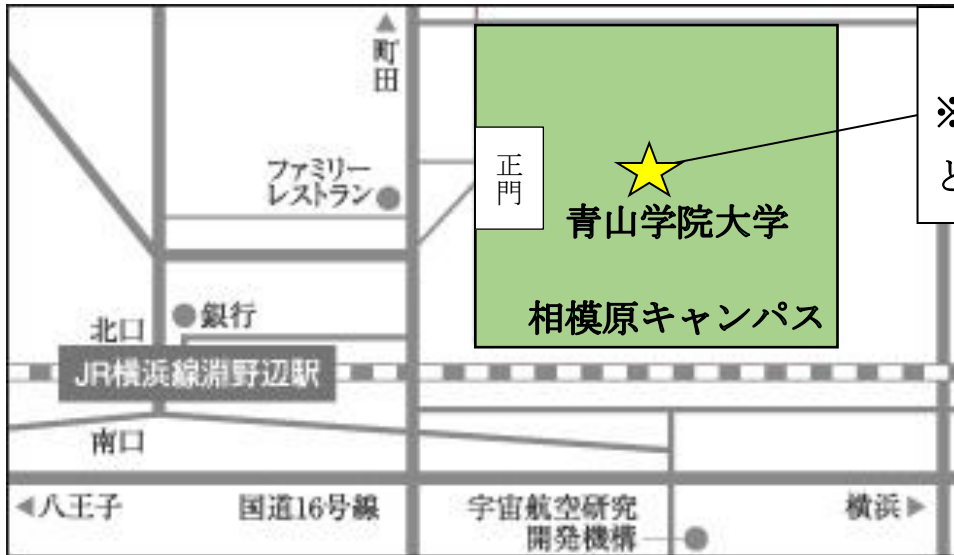 町田
※
ファミリー
レストラン
正門
と
青山学院大学
銀行
北口
相模原キャンパス
JR横浜線淵野辺駅
南口
八王子
国道16号線
宇宙航空研究
開発機構
横浜